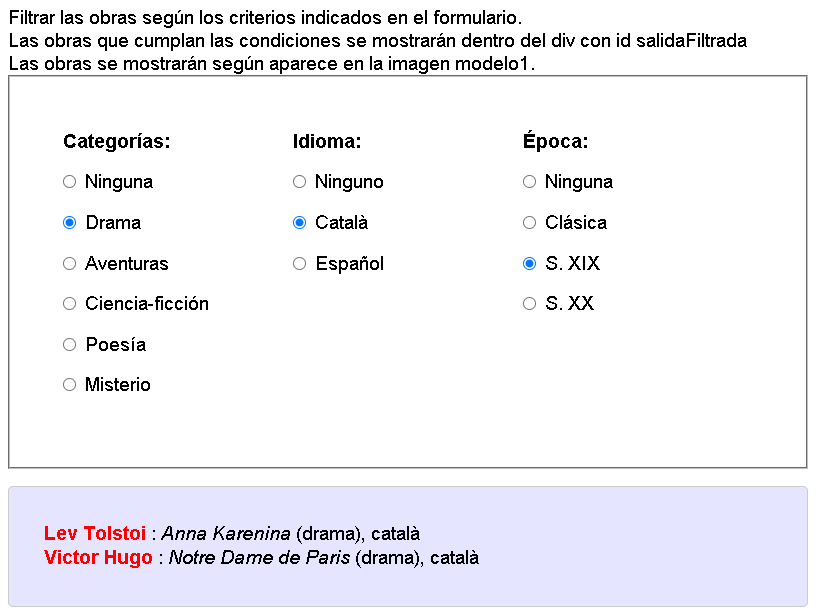 Filtrar las obras según los criterios indicados en el formulario.
Las obras que cumplan las condiciones se mostrarán dentro del div con id salidaFiltrada
Las obras se mostrarán según aparece en la imagen modelo1.
Categorías:
Ninguna
Drama
Aventuras
Ciencia-ficción
Poesía
Misterio
Idioma:
Ninguno
Català
Español
Época:
Ninguna
Clásica
S. XIX
S. XX
Lev Tolstoi : Anna Karenina (drama), català
Victor Hugo : Notre Dame de Paris (drama), català